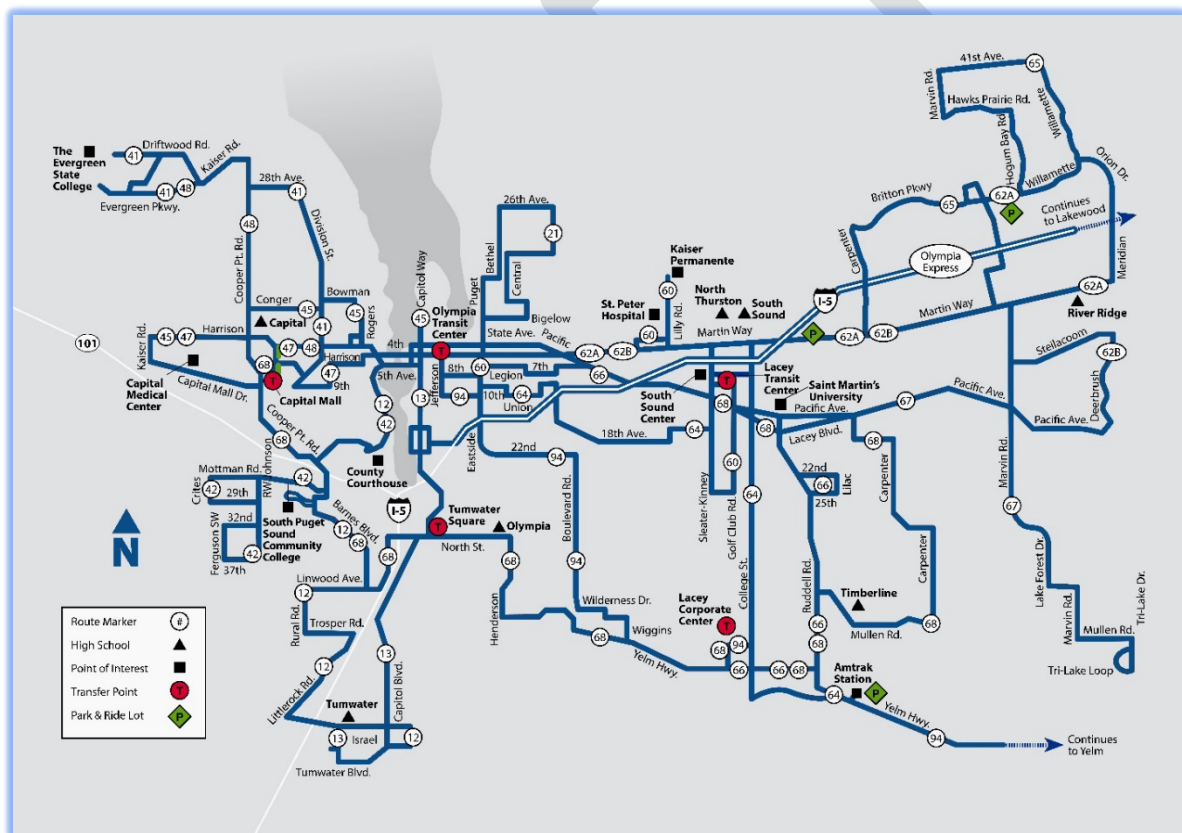 41st Ave.
65
Marvin Rd.
Hawks Prairie Rd.
Willamette
Hogum Bay Rd.
Orion Dr.
The
Evergreen
State
College
41
Driftwood Rd.
Kaiser Rd.
41
48
Evergreen Pkwy.
28th Ave.
41
Division St.
48
Cooper Pt. Rd.
26th Ave.
21
Bethel
Central
Puget
Bigelow
Britton Pkwy
65
62A
Willamette
P
Continues
to Lakewood
Carpenter
Olympia
Express
Meridian
62A
River Ridge
Kaiser
Permanente
60
St. Peter
Hospital
60
Lilly Rd.
North
Thurston
South
Sound
I-5
Martin Way
P
62A
62B
Martin Way
Capitol Way
45
Olympia
Transit
Center
T
State Ave.
Pacific
62A
62B
Conger
45
Bowman
45
Rogers
Capital
41
Harrison
45
47
47
48
Harrison
47
9th
4th
5th Ave.
101
Kaiser Rd.
Capital
Medical
Center
Capital Mall Dr.
68
T
Capital Mall
Cooper Pt. Rd.
68
12
42
13
Jefferson
8th
94
60
Legion
7th
10th
64
Union
66
18th Ave.
64
Eastside
22nd
94
South
Sound
Center
T
Lacey
Transit
Center
68
Saint Martin's
University
Pacific Ave.
68
Lacey Blvd.
67
Pacific Ave.
68
Stellacoom
62B
Deerbrush
Pacific Ave.
Marvin Rd.
67
22nd
66
25th
Lilac
Carpenter
Sleater-Kinney
60
Golf Club Rd.
64
College St.
Mottman Rd.
42
RW Johnson
42
Crites
29th
32nd
Ferguson SW
42
37th
County
Courthouse
South Puget
Sound
Community
College
12
68
Barnes Blvd.
I-5
T
Tumwater
Square
Olympia
North St.
68
68
Henderson
Boulevard Rd.
94
Wilderness Dr.
Wiggins
68
Yelm Hwy.
Lacey
Corporate
Center
T
68
94
66
66
68
Ruddell Rd.
66
68
Timberline
Mullen Rd.
Carpenter
68
Amtrak
Station
P
64
Yelm Hwy.
94
Continues
to Yelm
Lake Forest Dr.
Marvin Rd.
Mullen Rd.
Tri-Lake Dr.
Tri-Lake Loop
Linwood Ave.
12
Rural Rd.
Trosper Rd.
12
Littlerock Rd.
13
Capitol Blvd.
Tumwater
13
Israel
12
Tumwater Blvd.
N
# Route Marker
High School
Point of Interest
T Transfer Point
P Park & Ride Lot